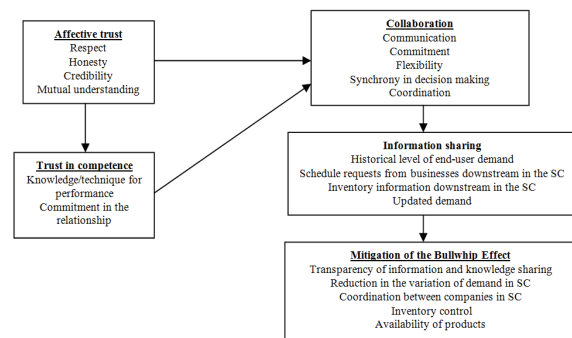 Affective trust
Respect
Honesty
Credibility
Mutual understanding
Trust in competence
Knowledge/technique for
performance
Commitment in the
relationship
Collaboration
Communication
Commitment
Flexibility
Synchrony in decision making
Coordination
Information sharing
Historical level of end-user demand
Schedule requests from businesses downstream in the SC
Inventory information downstream in the SC
Updated demand
Mitigation of the Bullwhip Effect
Transparency of information and knowledge sharing
Reduction in the variation of demand in SC
Coordination between companies in SC
Inventory control
Availability of products